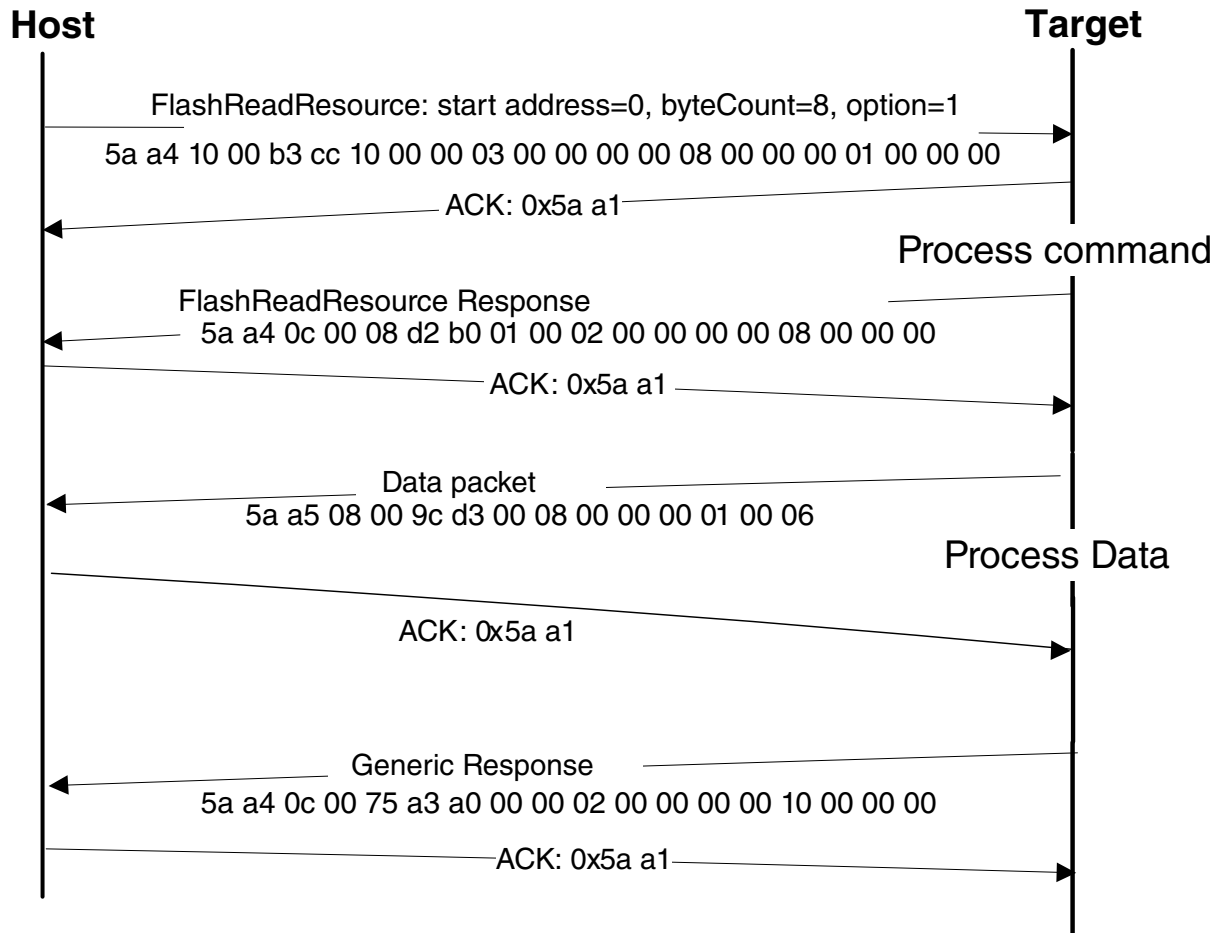 Host
Target
FlashReadResource: start address=0, byteCount=8, option=1
5a a4 10 00 b3 cc 10 00 00 03 00 00 00 00 08 00 00 00 01 00 00 00
ACK: 0x5a a1
Process command
FlashReadResource Response
5a a4 0c 00 08 d2 b0 01 00 02 00 00 00 00 08 00 00 00
ACK: 0x5a a1
Data packet
5a a5 08 00 9c d3 00 08 00 00 00 01 00 06
Process Data
ACK: 0x5a a1
Generic Response
5a a4 0c 00 75 a3 a0 00 00 02 00 00 00 00 10 00 00 00
ACK: 0x5a a1